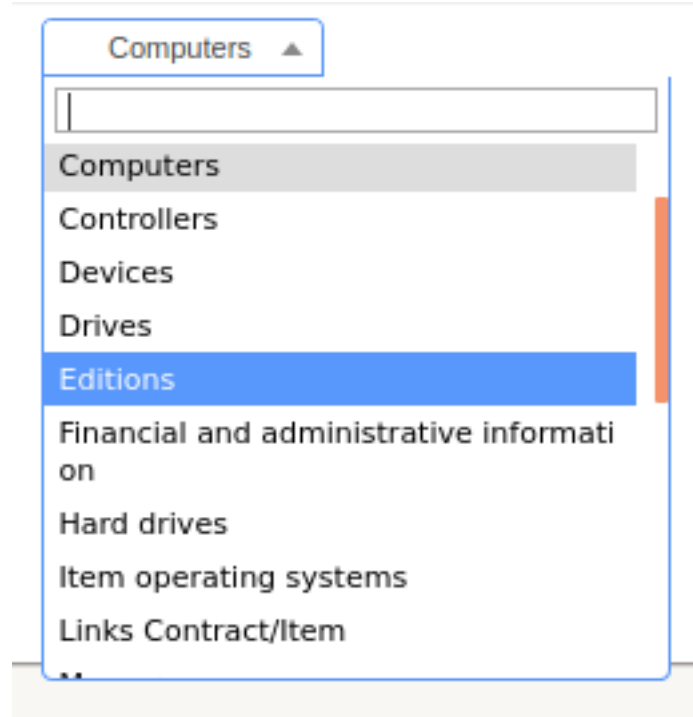 Computers
Computers
Controllers
Devices
Drives
Editions
Financial and administrative informati
on
Hard drives
Item operating systems
Links Contract/Item